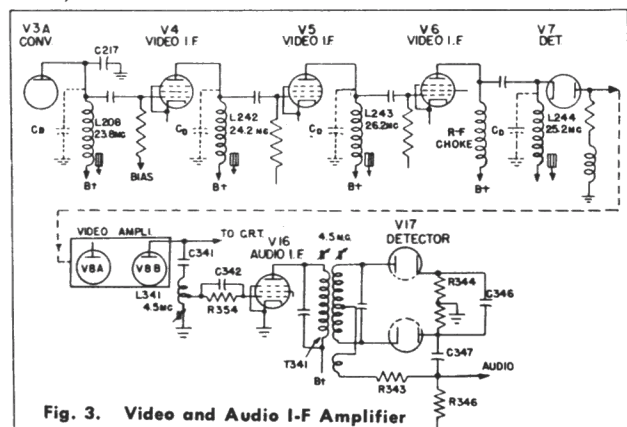 V3A CONV.
C217
V4 VIDEO I.F
V5 VIDEO I.F
V6 VIDEO I.F
V7 DET.
CD
L208 23.8MC
B+
BIAS
CD
L242 24.2 MC
B+
L243 26.2MC
CD
B+
R-F CHOKE
B+
CD
L244 25.2MC
B+
VIDEO AMPLI.
V8A
V8B
TO C.R.T.
C341
L341 4.5MC
C342
R354
V16 AUDIO I.F
4.5 M.C.
T341
B+
V17 DETECTOR
R344
C346
C347
R343
AUDIO
R346
Fig. 3. Video and Audio I-F Amplifier